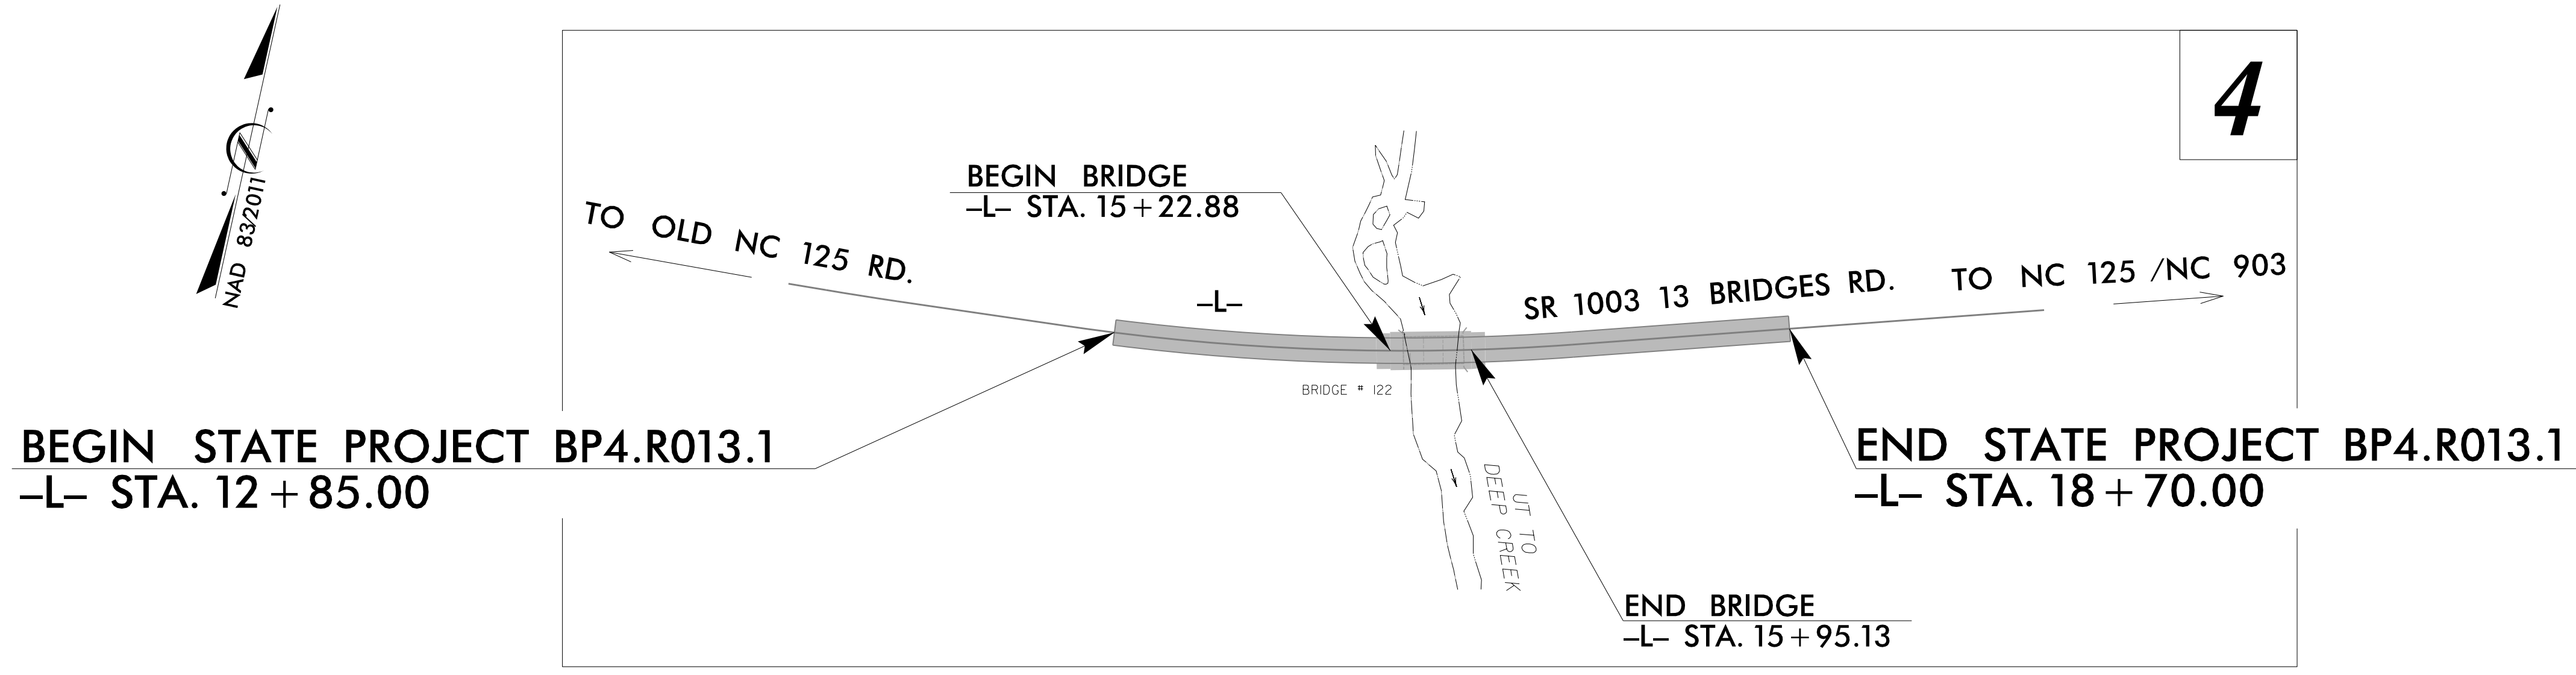 4
NAD 83/2011
BEGIN BRIDGE
–L– STA. 15+22.88
TO OLD NC 125 RD.
–L–
SR 1003 13 BRIDGES RD.
TO NC 125 /NC 903
BRIDGE # 122
BEGIN STATE PROJECT BP4.R013.1
–L– STA. 12+85.00
END STATE PROJECT BP4.R013.1
–L– STA. 18+70.00
UT TO
DEEP CREEK
END BRIDGE
–L– STA. 15+95.13